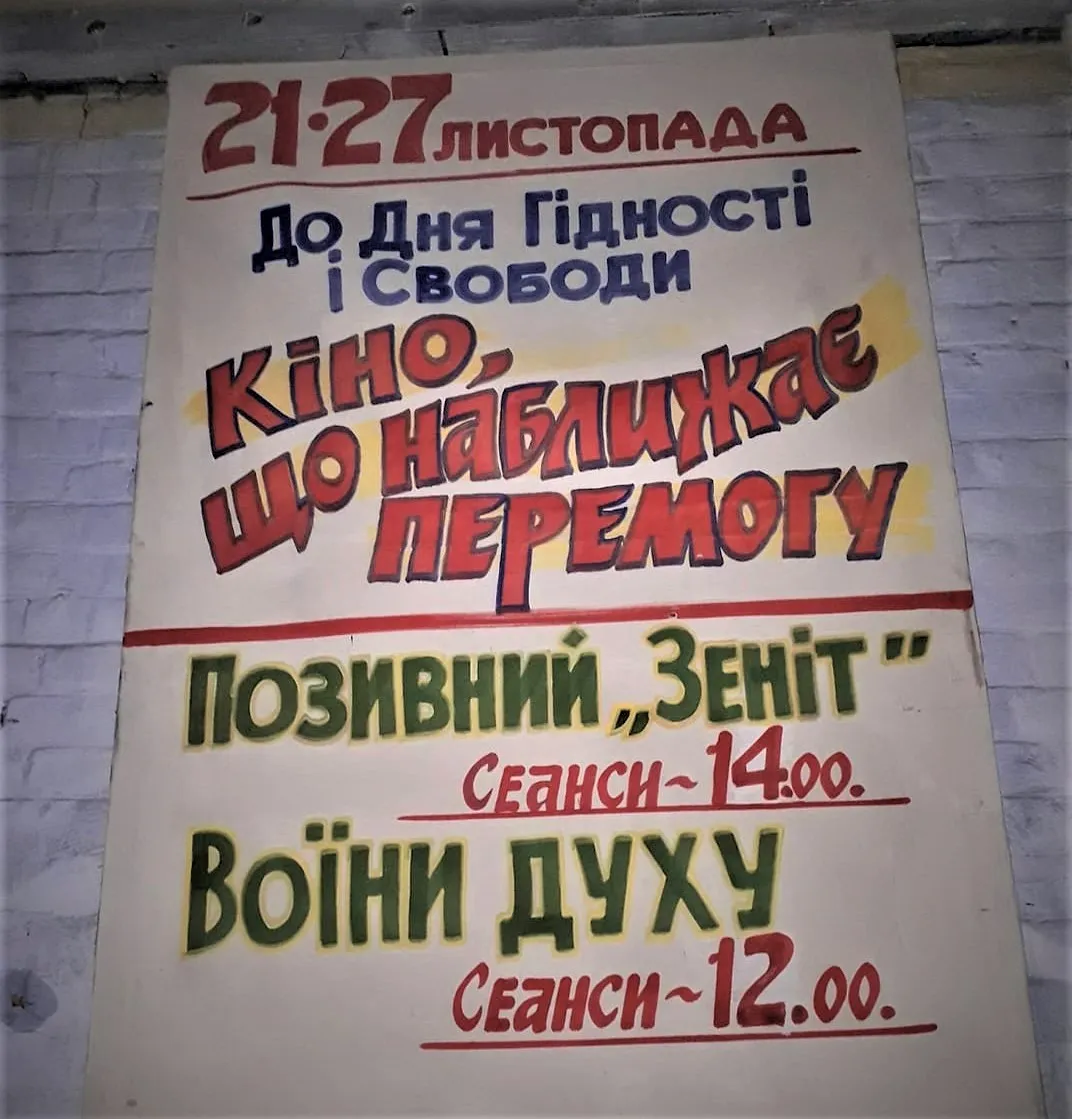 21·27 листопада
До Дня Гідності
і Свободи
Кіно,
що наближає
перемогу
Позивний „Зеніт"
Сеанси ~ 14.00.
Воїни духу
Сеанси ~ 12.00.